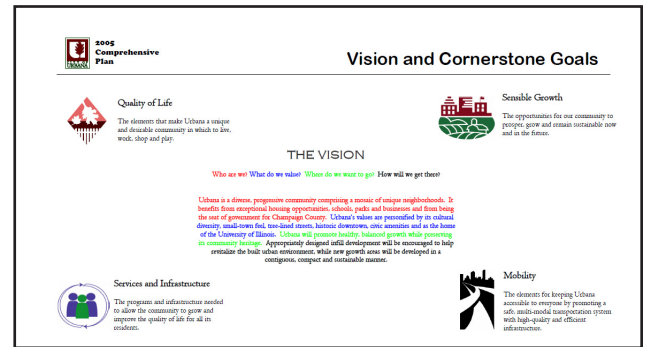 2005
Comprehensive
Plan
URBANA
Vision and Cornerstone Goals
Quality of Life
The elements that make Urbana a unique
and desirable community in which to live,
work, shop and play.
Sensible Growth
The opportunities for our community to
prosper, grow and remain sustainable now
and in the future.
THE VISION
Who are we? What do we value? Where do we want to go? How will we get there?
Urbana is a diverse, progressive community comprising a mosaic of unique neighborhoods. It
benefits from exceptional housing opportunities, schools, parks and businesses and from being
the seat of government for Champaign County. Urbana's values are personified by its cultural
diversity, small-town feel, tree-lined streets, historic downtown, civic amenities and as the home
of the University of Illinois. Urbana will promote healthy, balanced growth while preserving
its community heritage. Appropriately designed infill development will be encouraged to help
revitalize the built urban environment, while new growth areas will be developed in a
contiguous, compact and sustainable manner.
Services and Infrastructure
The programs and infrastructure needed
to allow the community to grow and
improve the quality of life for all its
residents.
Mobility
The elements for keeping Urbana
accessible to everyone by promoting a
safe, multi-modal transportation system
with high-quality and efficient
infrastructure.